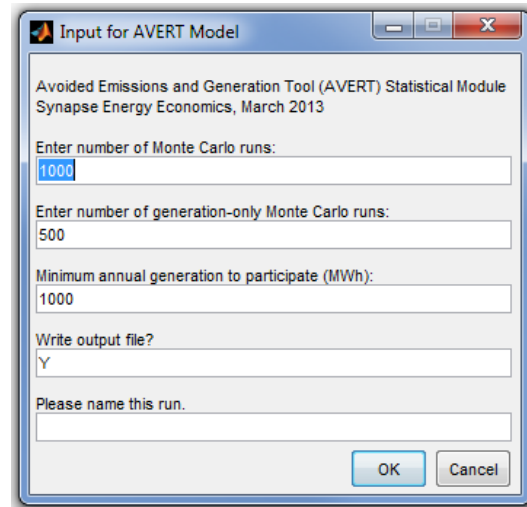 Input for AVERT Model
Avoided Emissions and Generation Tool (AVERT) Statistical Module
Synapse Energy Economics, March 2013
Enter number of Monte Carlo runs:
1000
Enter number of generation-only Monte Carlo runs:
500
Minimum annual generation to participate (MWh):
1000
Write output file?
Y
Please name this run.
OK Cancel